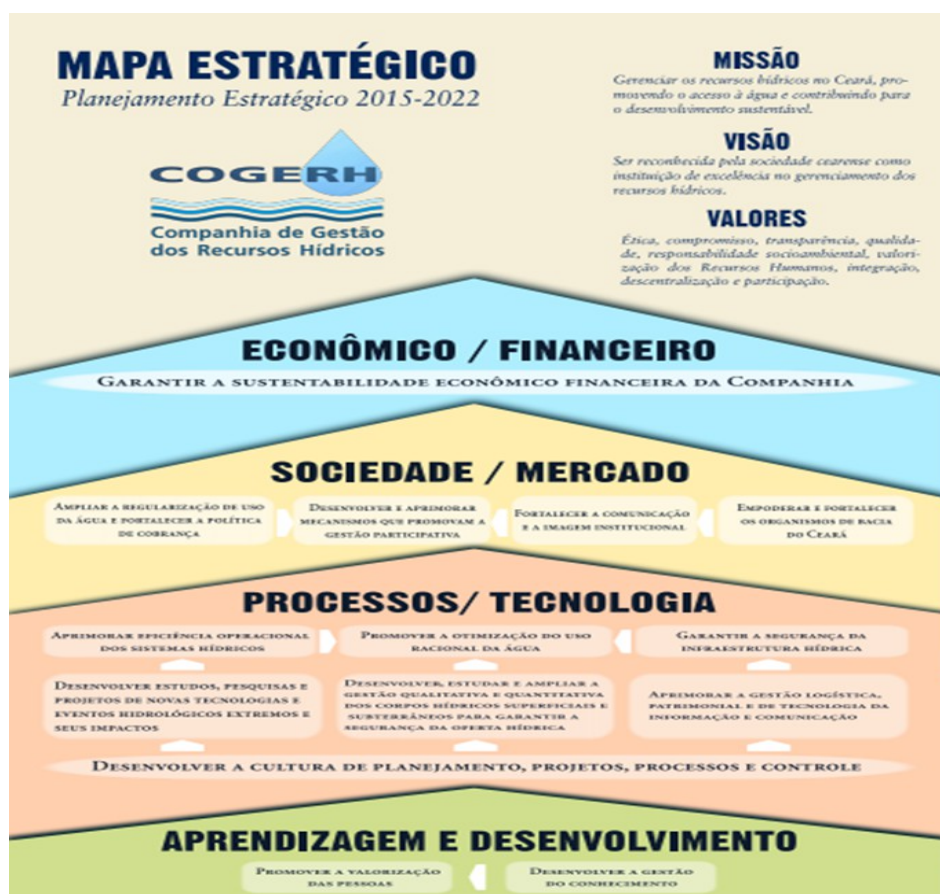 MAPA ESTRATÉGICO
Planejamento Estratégico 2015-2022
COGERH
Companhia de Gestão
dos Recursos Hídricos
MISSÃO
Gerenciar os recursos hídricos no Ceará, pro-
movendo o acesso à água e contribuindo para
o desenvolvimento sustentável.
VISÃO
Ser reconhecida pela sociedade cearense como
instituição de excelência no gerenciamento dos
recursos hídricos.
VALORES
Ética, compromisso, transparência, qualida-
de, responsabilidade socioambiental, valori-
zação dos Recursos Humanos, integração,
descentralização e participação.
ECONÔMICO / FINANCEIRO
GARANTIR A SUSTENTABILIDADE ECONÔMICO FINANCEIRA DA COMPANHIA
SOCIEDADE / MERCADO
AMPLIAR A REGULARIZAÇÃO DE USO
DA ÁGUA E FORTALECER A POLÍTICA
DE COBRANÇA
DESENVOLVER E APRIMORAR
MECANISMOS QUE PROMOVAM A
GESTÃO PARTICIPATIVA
FORTALECER A COMUNICAÇÃO
E A IMAGEM INSTITUCIONAL
EMPODERAR E FORTALECER
OS ORGANISMOS DE BACIA
DO CEARÁ
PROCESSOS/ TECNOLOGIA
APRIMORAR EFICIÊNCIA OPERACIONAL
DOS SISTEMAS HÍDRICOS
PROMOVER A OTIMIZAÇÃO DO USO
RACIONAL DA ÁGUA
GARANTIR A SEGURANÇA DA
INFRAESTRUTURA HÍDRICA
DESENVOLVER ESTUDOS, PESQUISAS E
PROJETOS DE NOVAS TECNOLOGIAS E
EVENTOS HIDROLÓGICOS EXTREMOS E
SEUS IMPACTOS
DESENVOLVER, ESTUDAR E AMPLIAR A
GESTÃO QUALITATIVA E QUANTITATIVA
DOS CORPOS HÍDRICOS SUPERFICIAIS E
SUBTERRÂNEOS PARA GARANTIR A
SEGURANÇA DA OFERTA HÍDRICA
APRIMORAR A GESTÃO LOGÍSTICA,
PATRIMONIAL E DE TECNOLOGIA DA
INFORMAÇÃO E COMUNICAÇÃO
DESENVOLVER A CULTURA DE PLANEJAMENTO, PROJETOS, PROCESSOS E CONTROLE
APRENDIZAGEM E DESENVOLVIMENTO
PROMOVER A VALORIZAÇÃO
DAS PESSOAS
DESENVOLVER A GESTÃO
DO CONHECIMENTO